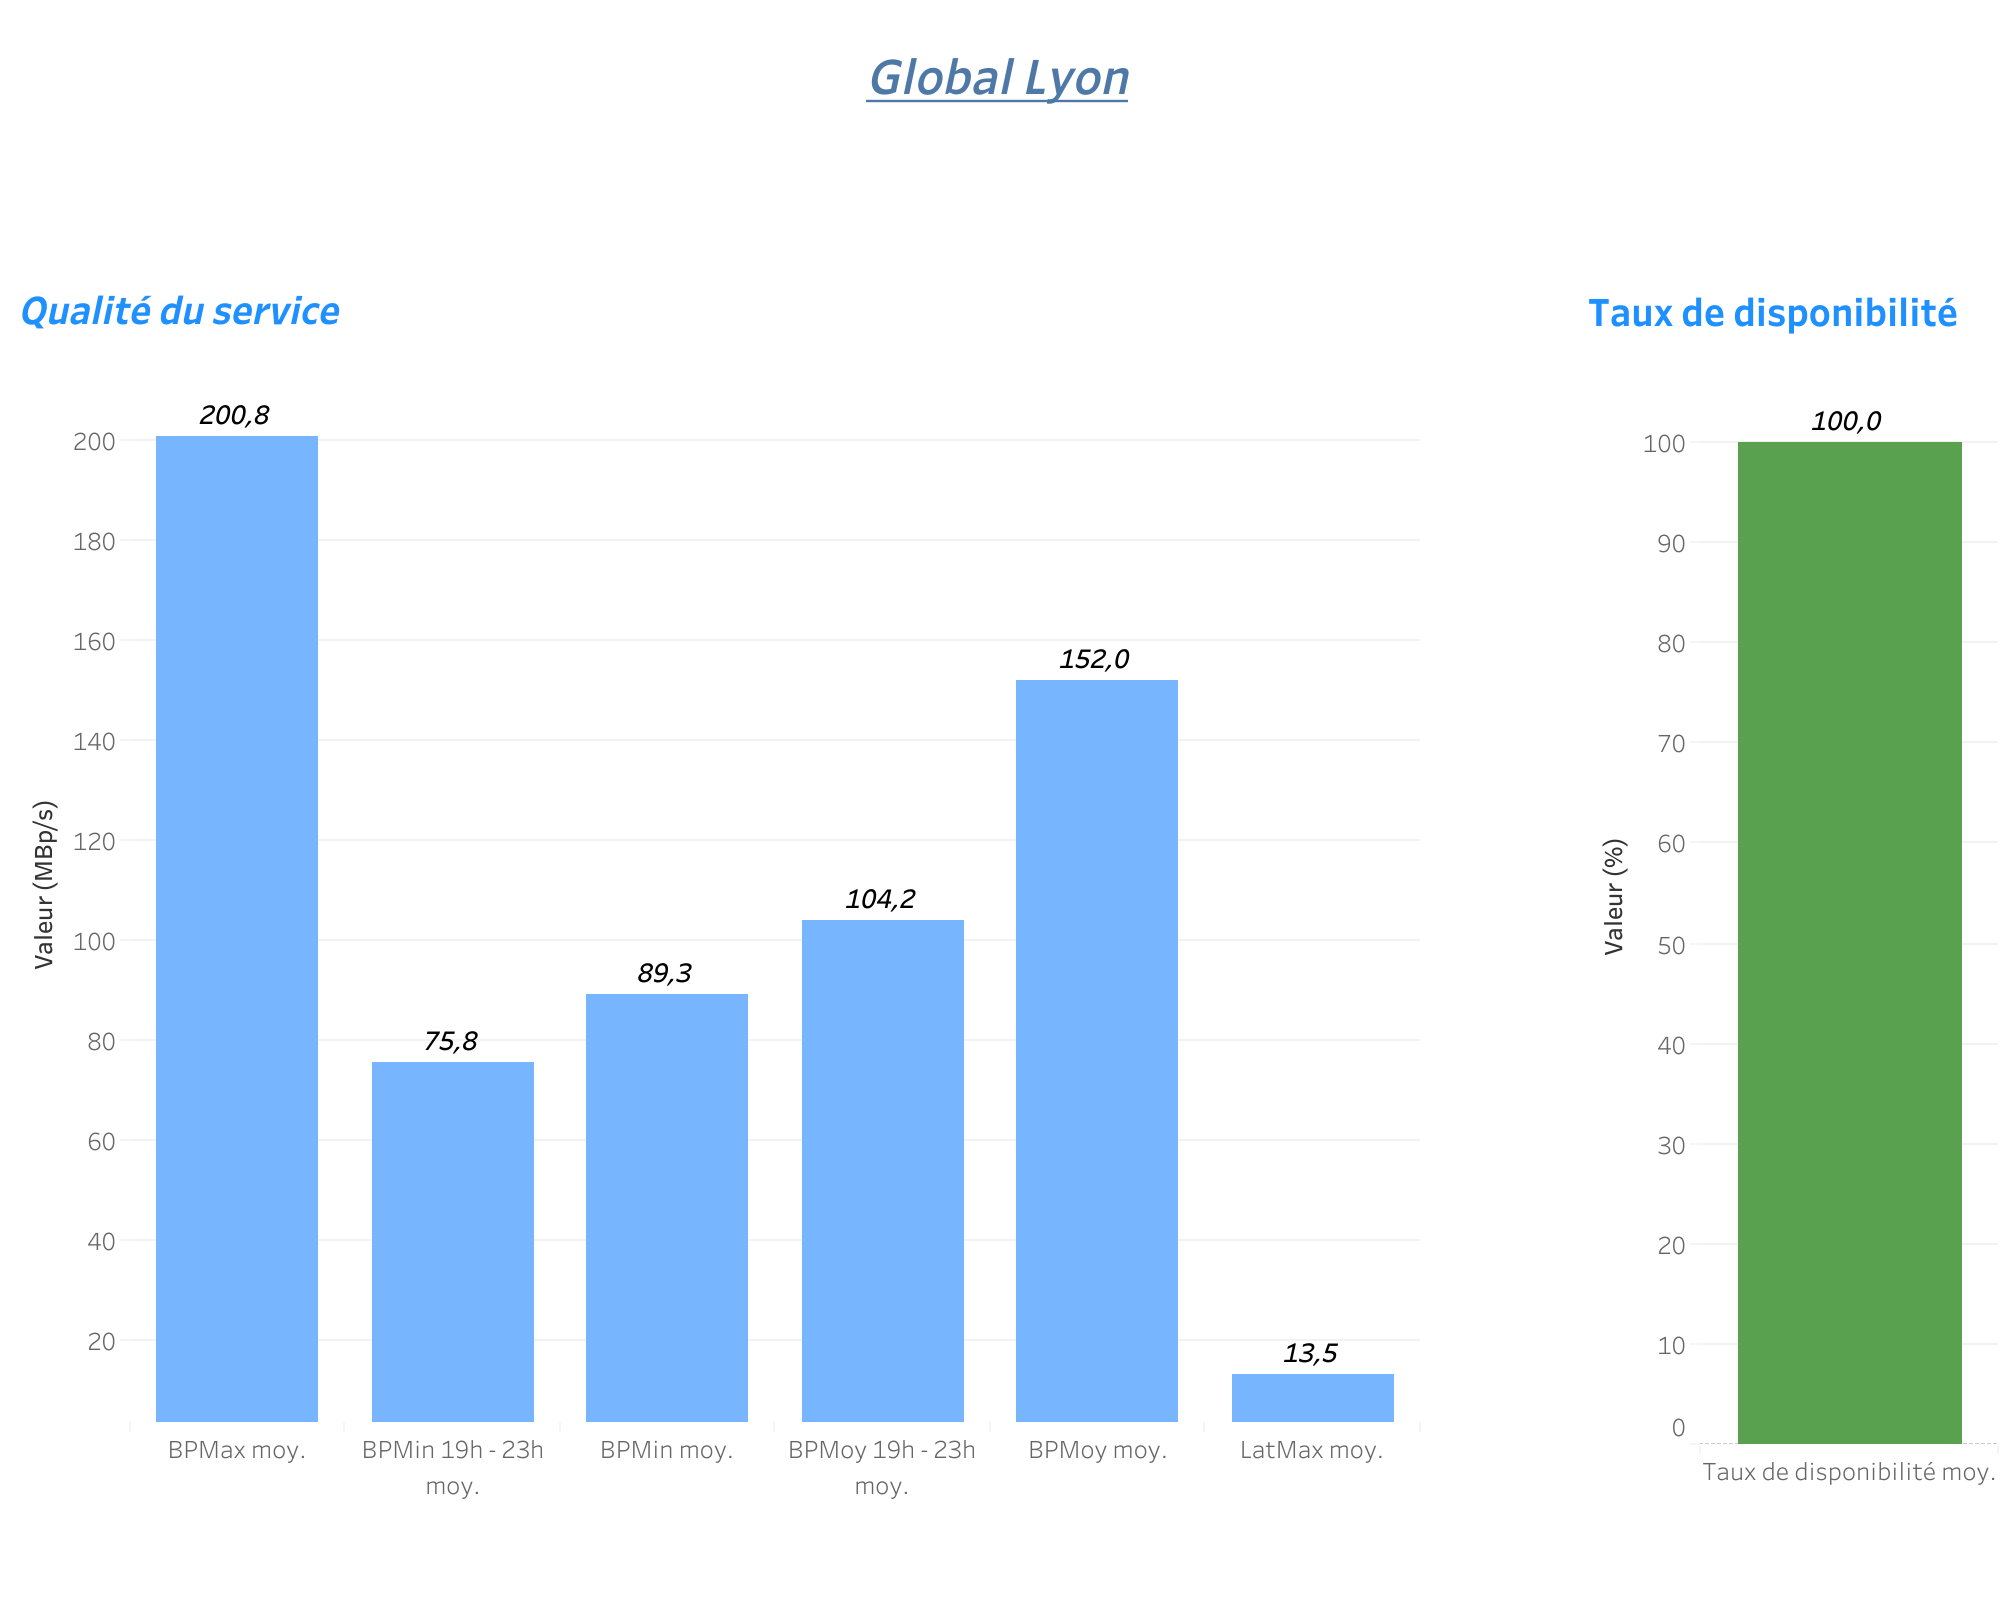 Global Lyon
Qualité du service
Taux de disponibilité
Valeur (MBp/s)
200
180
160
140
120
100
80
60
40
20
200,8
75,8
89,3
104,2
152,0
13,5
BPMax moy.
BPMin 19h - 23h
moy.
BPMin moy.
BPMoy 19h - 23h
moy.
BPMoy moy.
LatMax moy.
Valeur (%)
100
90
80
70
60
50
40
30
20
10
0
100,0
Taux de disponibilité moy.